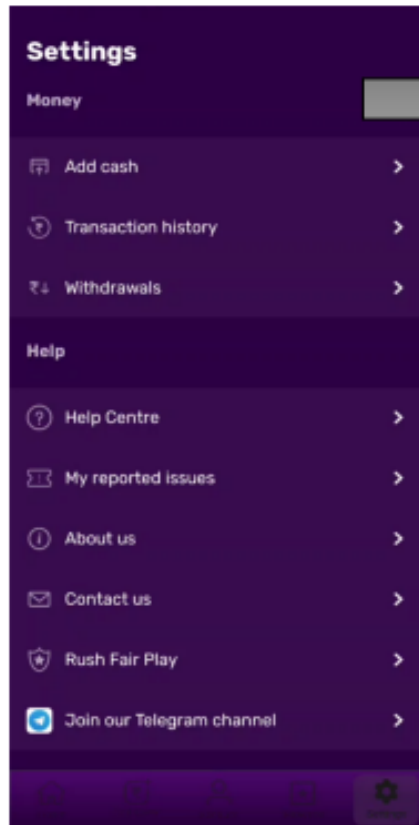 Settings
Money
Add cash
Transaction history
₹↓ Withdrawals
Help
Help Centre
My reported issues
About us
Contact us
Rush Fair Play
Join our Telegram channel
Settings